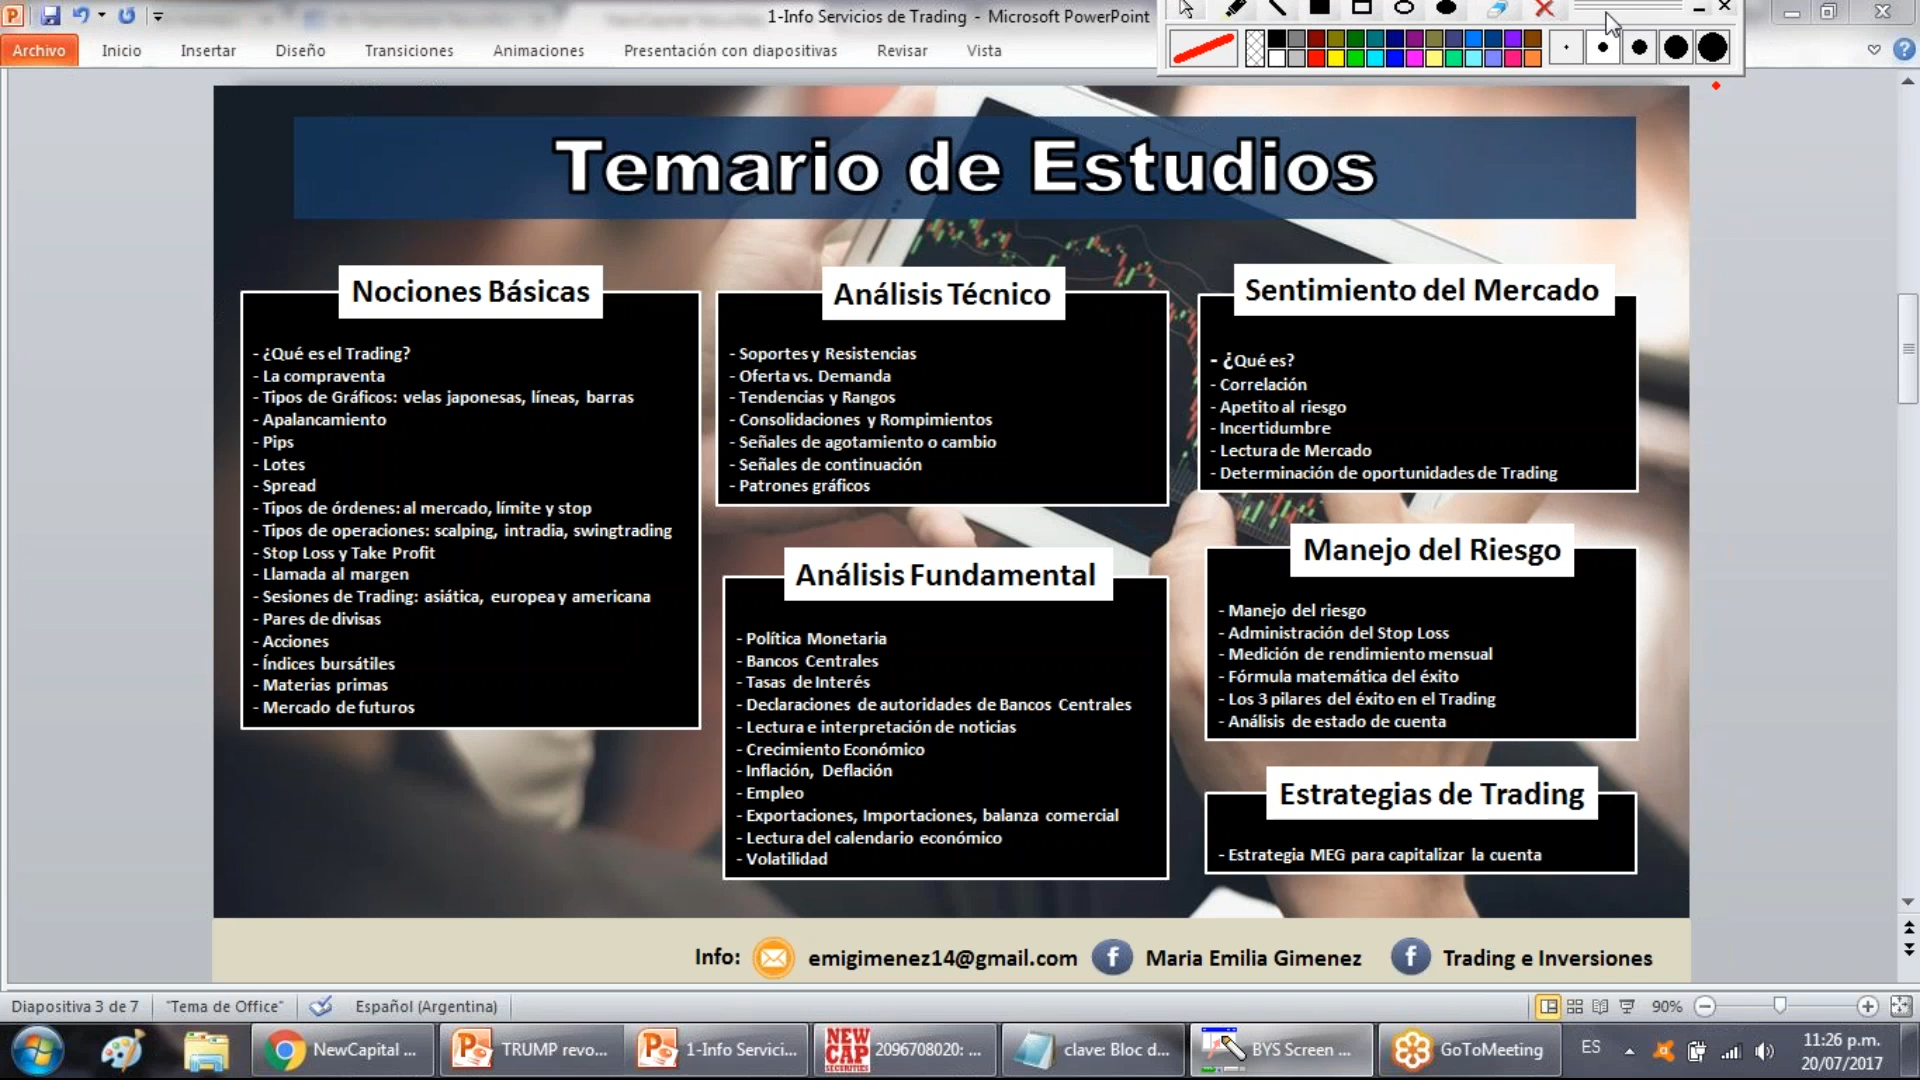 1-Info Servicios de Trading - Microsoft PowerPoint
Archivo Inicio Insertar Diseño Transiciones Animaciones Presentación con diapositivas Revisar Vista
Temario de Estudios
Nociones Básicas
- ¿Qué es el Trading?
- La compraventa
- Tipos de Gráficos: velas japonesas, líneas, barras
- Apalancamiento
- Pips
- Lotes
- Spread
- Tipos de órdenes: al mercado, límite y stop
- Tipos de operaciones: scalping, intradia, swingtrading
- Stop Loss y Take Profit
- Llamada al margen
- Sesiones de Trading: asiática, europea y americana
- Pares de divisas
- Acciones
- Índices bursátiles
- Materias primas
- Mercado de futuros
Análisis Técnico
- Soportes y Resistencias
- Oferta vs. Demanda
- Tendencias y Rangos
- Consolidaciones y Rompimientos
- Señales de agotamiento o cambio
- Señales de continuación
- Patrones gráficos
Análisis Fundamental
- Política Monetaria
- Bancos Centrales
- Tasas de Interés
- Declaraciones de autoridades de Bancos Centrales
- Lectura e interpretación de noticias
- Crecimiento Económico
- Inflación, Deflación
- Empleo
- Exportaciones, Importaciones, balanza comercial
- Lectura del calendario económico
- Volatilidad
Sentimiento del Mercado
- ¿Qué es?
- Correlación
- Apetito al riesgo
- Incertidumbre
- Lectura de Mercado
- Determinación de oportunidades de Trading
Manejo del Riesgo
- Manejo del riesgo
- Administración del Stop Loss
- Medición de rendimiento mensual
- Fórmula matemática del éxito
- Los 3 pilares del éxito en el Trading
- Análisis de estado de cuenta
Estrategias de Trading
- Estrategia MEG para capitalizar la cuenta
Info: emigimenez14@gmail.com Maria Emilia Gimenez Trading e Inversiones
Diapositiva 3 de 7 "Tema de Office" Español (Argentina) 90%
NewCapital ... TRUMP revo... 1-Info Servici... NEW CAP SECURITIES 2096708020: ... clave: Bloc d... BYS Screen ... GoToMeeting ES 11:26 p.m.
20/07/2017